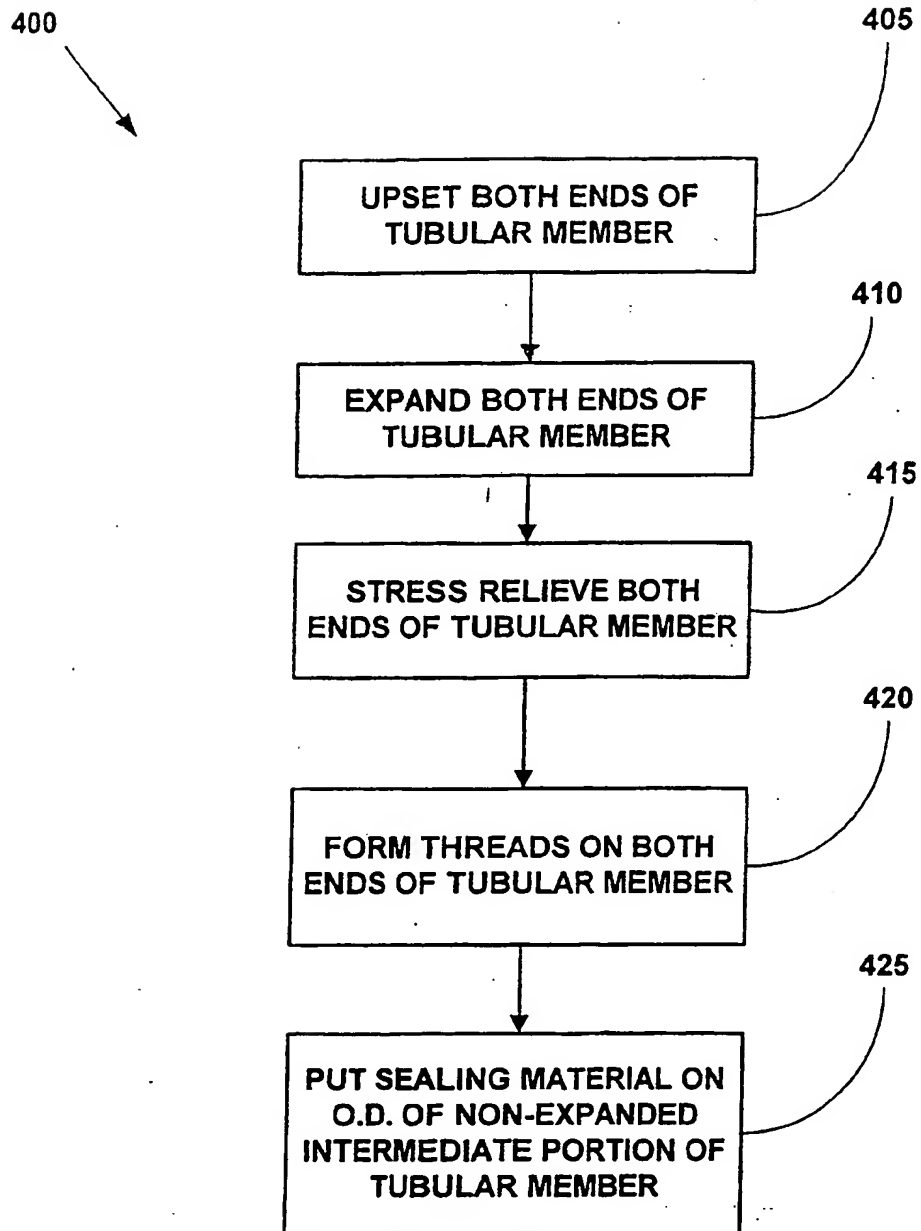 400
405
UPSET BOTH ENDS OF
TUBULAR MEMBER
410
EXPAND BOTH ENDS OF
TUBULAR MEMBER
415
STRESS RELIEVE BOTH
ENDS OF TUBULAR MEMBER
420
FORM THREADS ON BOTH
ENDS OF TUBULAR MEMBER
425
PUT SEALING MATERIAL ON
O.D. OF NON-EXPANDED
INTERMEDIATE PORTION OF
TUBULAR MEMBER